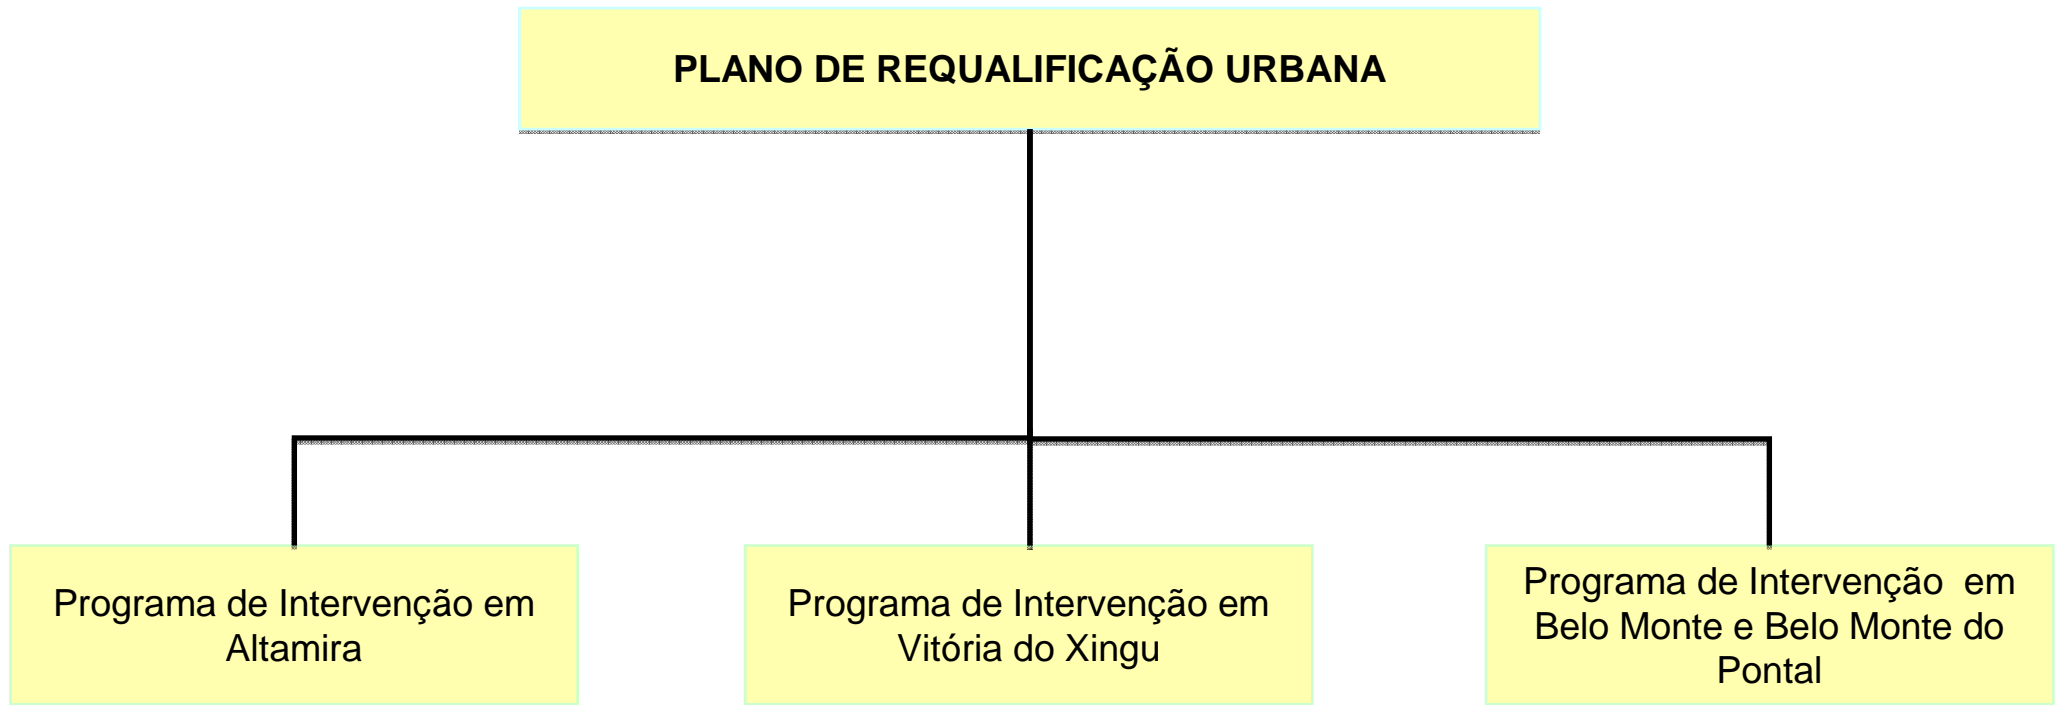 PLANO DE REQUALIFICAÇÃO URBANA
Programa de Intervenção em
Altamira
Programa de Intervenção em
Vitória do Xingu
Programa de Intervenção  em
Belo Monte e Belo Monte do
Pontal